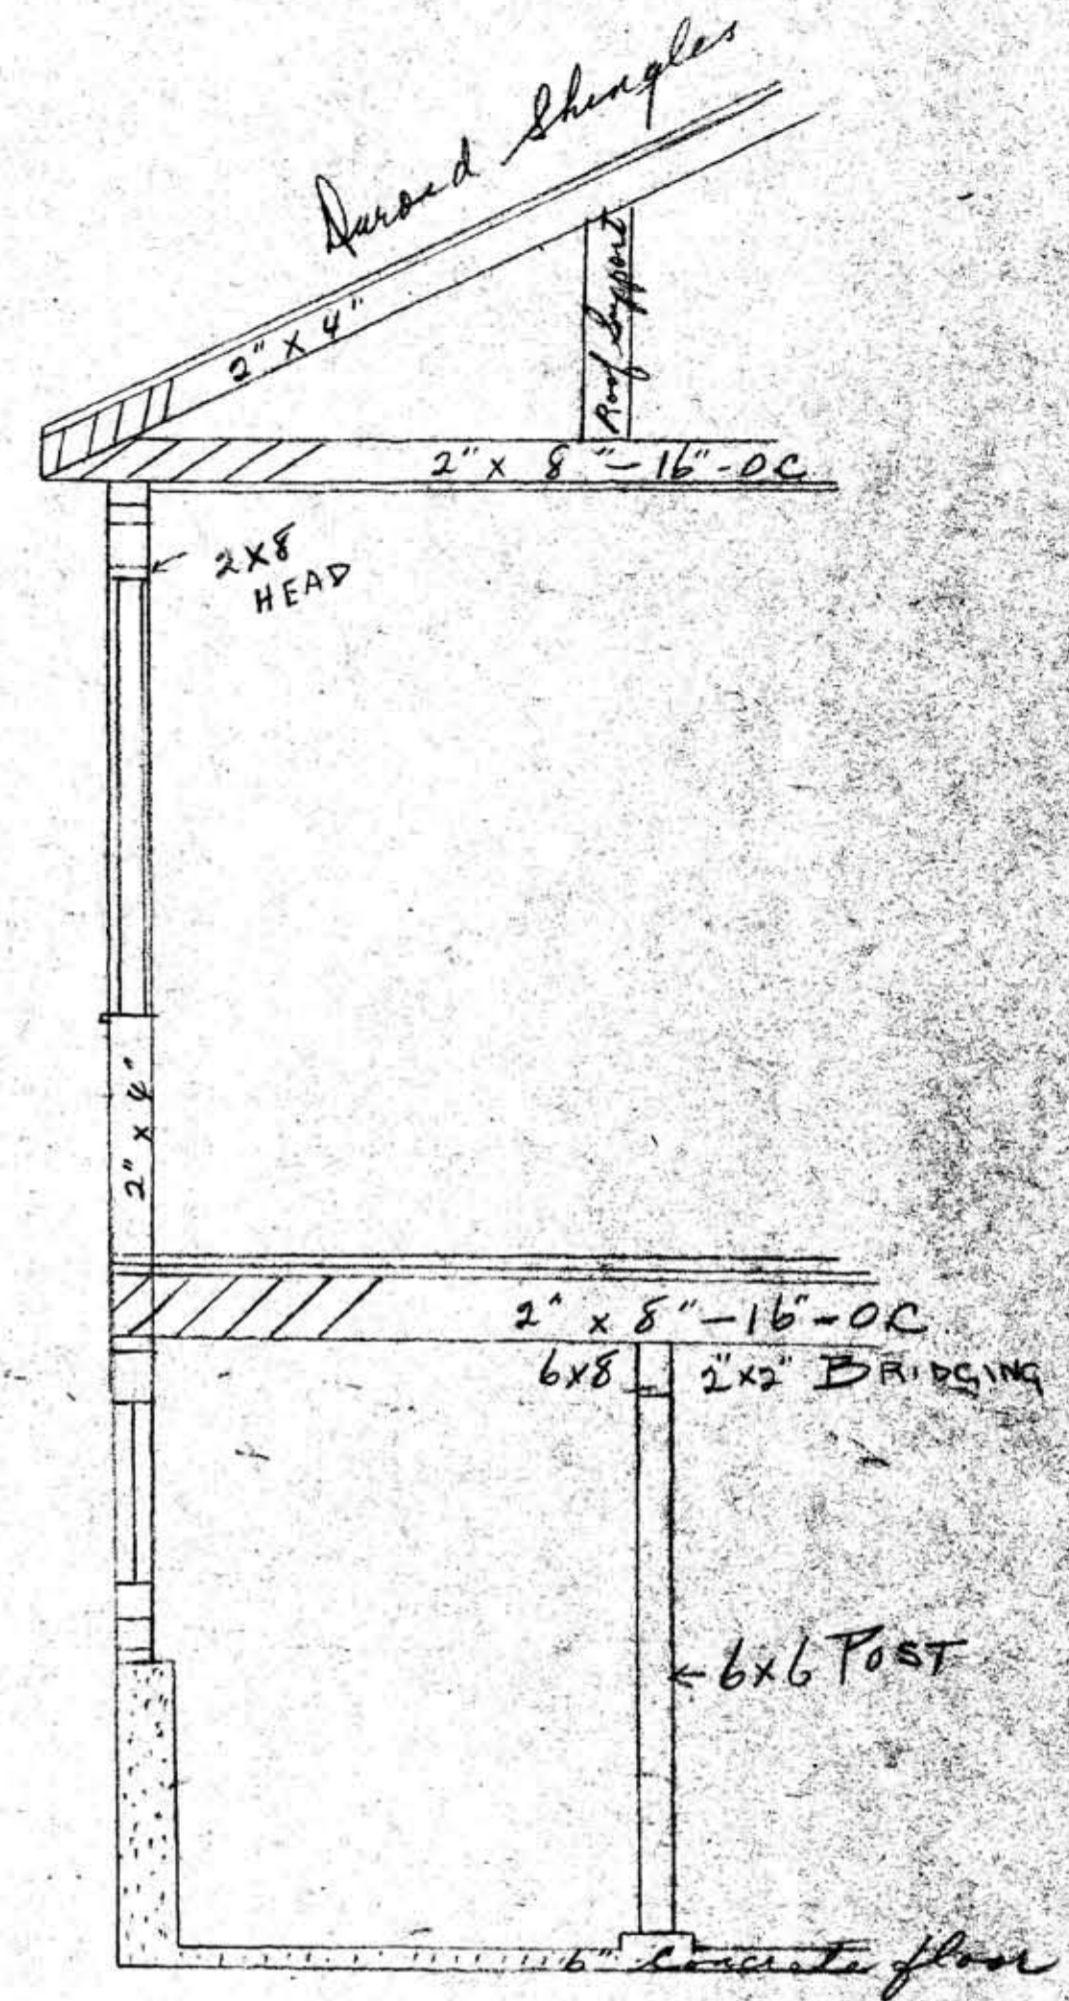 Duroid Shingles
2" x 4"
Roof Support
2" x 8" - 16" - OC
2X8
HEAD
2" x 4"
2" x 8" - 16" - OC
6x8
2"x2" BRIDGING
6x6 POST
6" Concrete floor